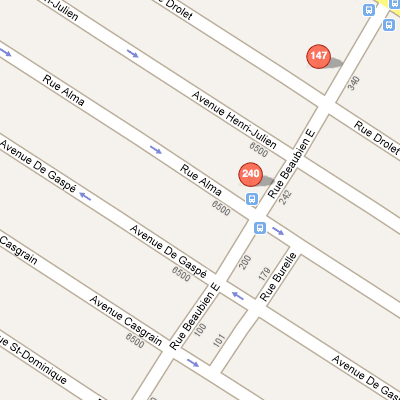 -Julien
Rue Drolet
147
340
Rue Alma
Avenue Henri-Julien
6500
Rue Beaubien E
Rue Drolet
Avenue De Gaspé
Rue Alma
240
6500
242
Casgrain
Avenue De Gaspé
6500
200
179
Rue Burelle
Avenue Casgrain
6500
Rue Beaubien E
100
101
Rue St-Dominique
Avenue De Gaspé